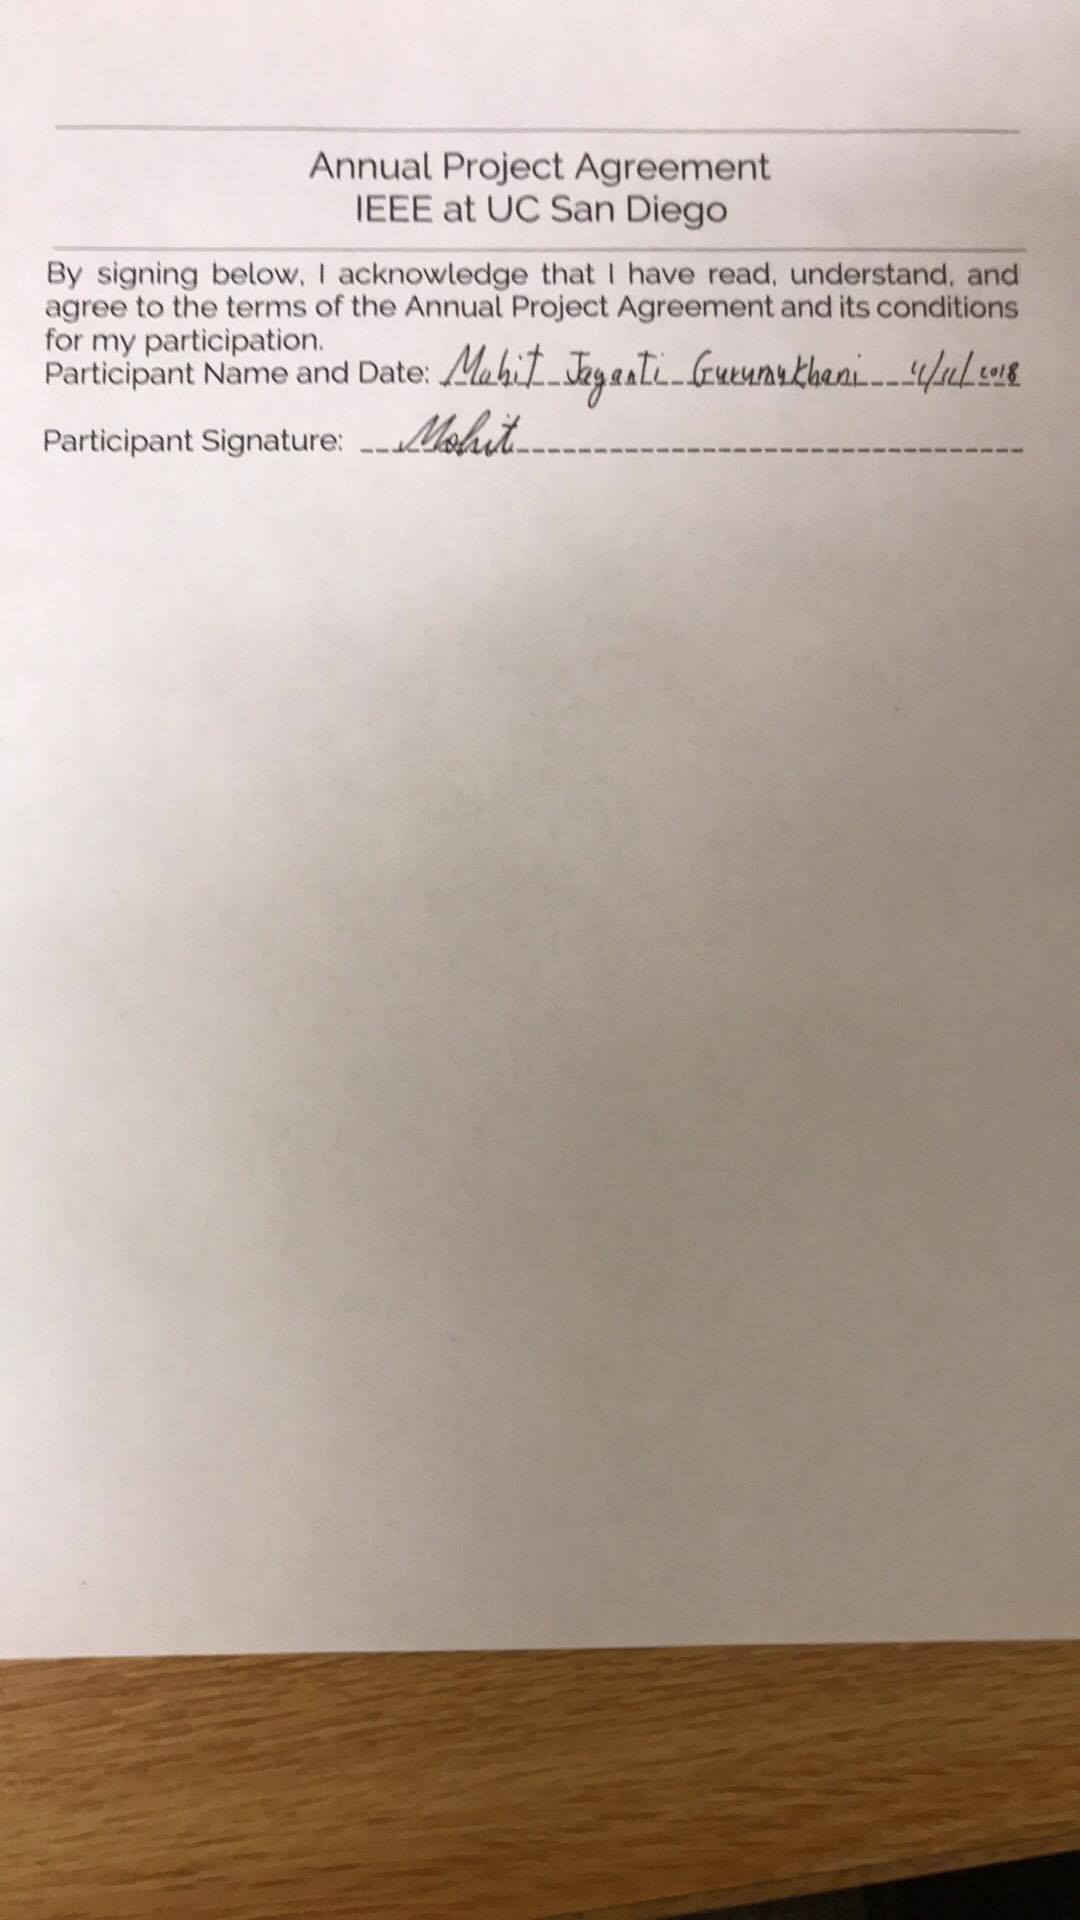 Annual Project Agreement
IEEE at UC San Diego
By signing below, I acknowledge that I have read, understand, and
agree to the terms of the Annual Project Agreement and its conditions
for my participation.
Participant Name and Date: Mohit Jayanti Gurumukhani 2018
Participant Signature: Mohit